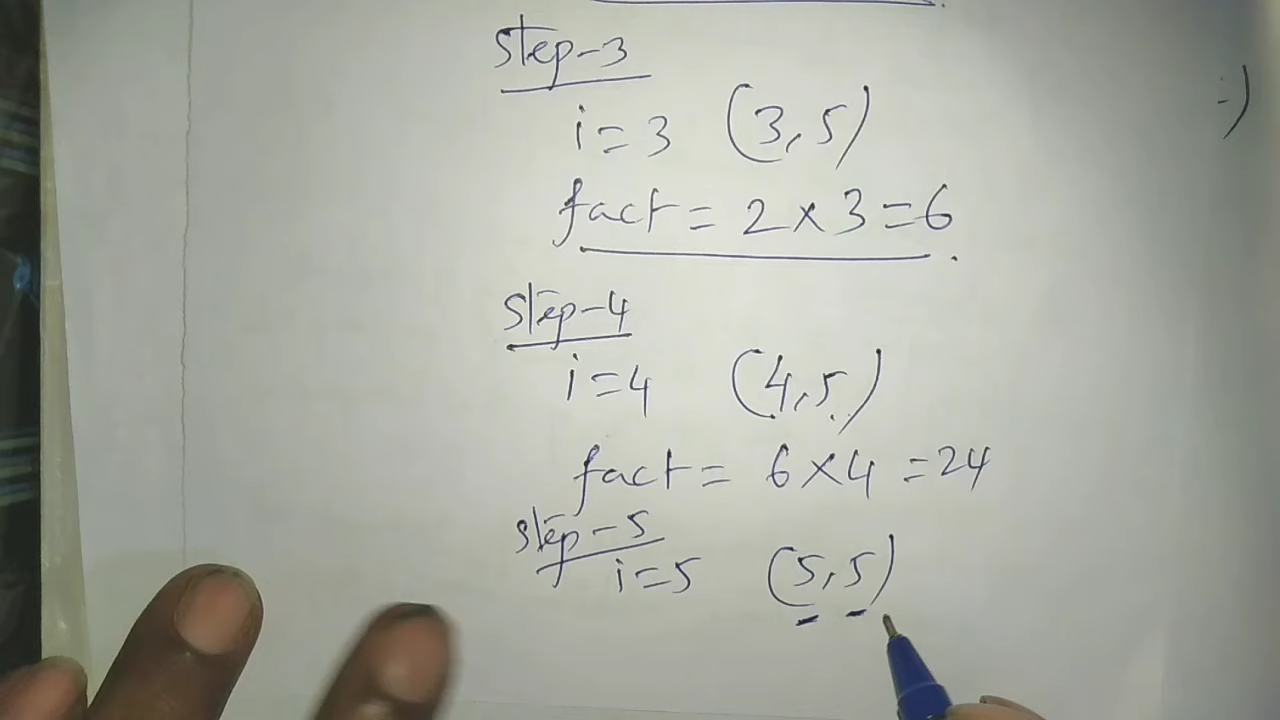 step-3
i=3 (3,5)
fact = 2×3=6
step-4
i=4 (4,5)
fact = 6×4=24
step-5
i=5 (5,5)
:-)